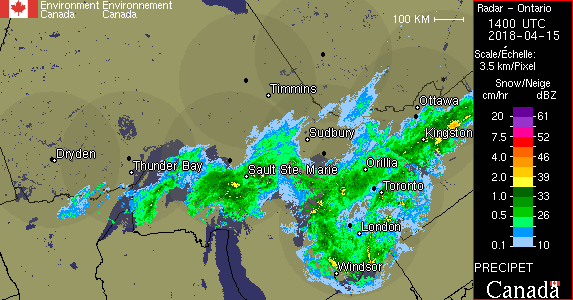 Environment Environnement
Canada Canada
100 KM
Timmins
Ottawa
Sudbury
Kingston
Dryden
Thunder Bay
Sault Ste. Marie
Orillia
Toronto
London
Windsor
Radar - Ontario
1400 UTC
2018-04-15
Scale/Échelle:
3.5 km/Pixel
Snow/Neige
cm/hr dBZ
20 61
7.5 52
4.0 46
2.0 39
1.0 33
0.5 26
0.1 10
PRECIPET
Canada